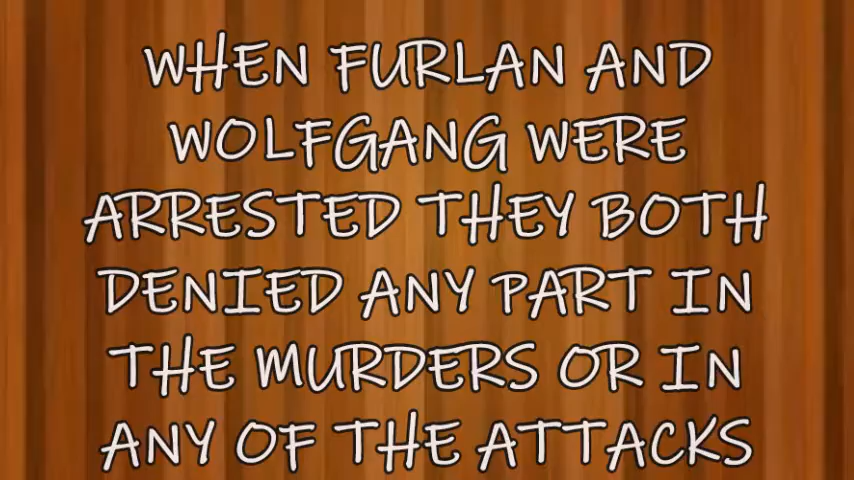 WHEN FURLAN AND
WOLFGANG WERE
ARRESTED THEY BOTH
DENIED ANY PART IN
THE MURDERS OR IN
ANY OF THE ATTACKS